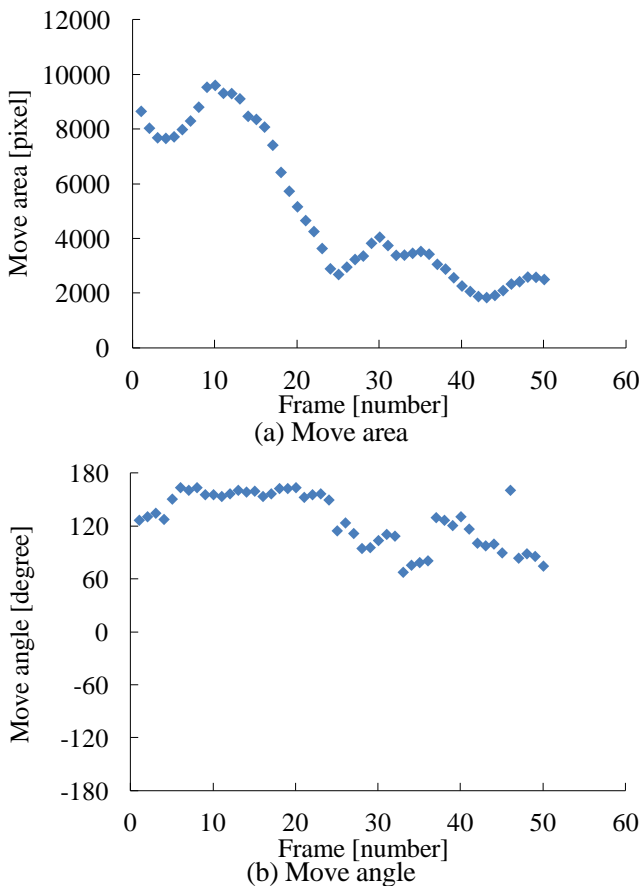 12000
10000
8000
6000
4000
2000
0
Move area [pixel]
0 10 20 30 40 50 60
Frame [number]
(a) Move area
180
120
60
0
-60
-120
-180
Move angle [degree]
0 10 20 30 40 50 60
Frame [number]
(b) Move angle